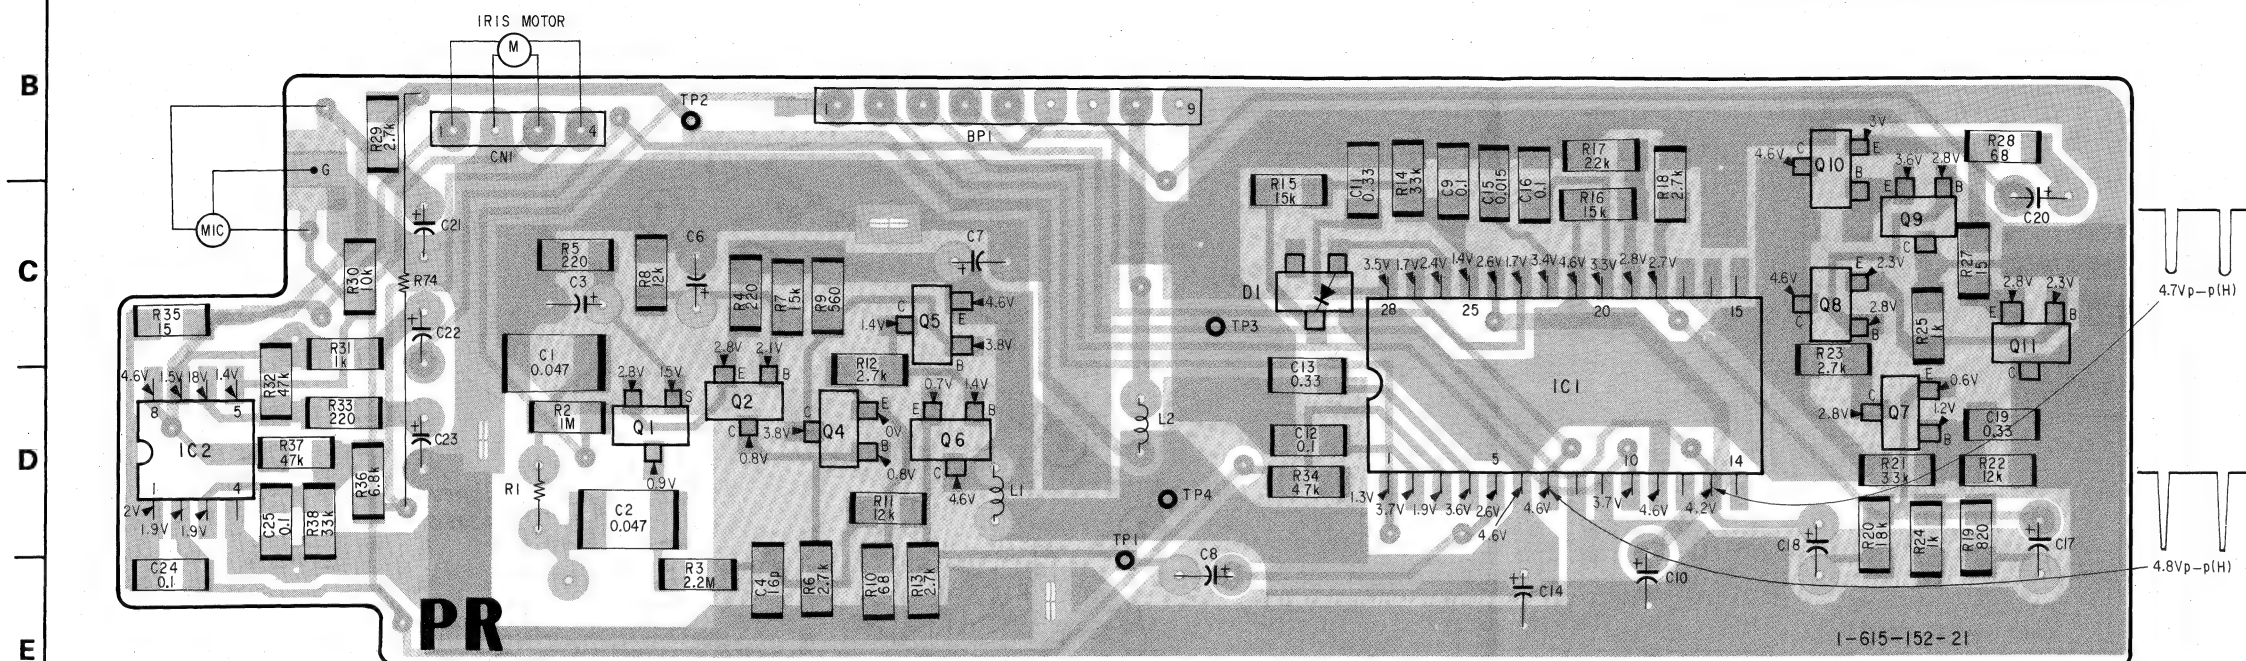 IRIS MOTOR
M
B
C
D
E
TP2
1
4
CN1
1
9
BP1
R29
2.7k
G
MIC
C21
R30
10k
R74
C22
C23
R35
15
R31
1k
R32
47k
R33
220
R37
47k
R36
6.8k
4.6V
1.5V
18V
1.4V
8
5
IC2
1
4
2V
1.9V
1.9V
C25
0.1
R38
33k
C24
0.1
R5
220
C3
R8
12k
C6
R4
220
R7
15k
R9
560
C7
C
Q5
4.6V
E
1.4V
3.8V
B
C1
0.047
R2
1M
R1
C2
0.047
2.8V
1.5V
S
Q1
0.9V
2.8V
2.1V
E
B
Q2
C
0.8V
R12
2.7k
C
3.8V
Q4
E
0V
B
0.8V
0.7V
1.4V
E
B
Q6
C
4.6V
L1
R11
12k
R3
2.2M
C4
16p
R6
2.7k
R10
68
R13
2.7k
TP1
TP4
TP3
L2
C8
PR
R15
15k
C11
0.33
R14
33k
C9
0.1
C15
0.015
C16
0.1
R17
22k
R16
15k
R18
2.7k
D1
3.5V
1.7V
2.4V
1.4V
2.6V
1.7V
3.4V
4.6V
3.3V
2.8V
2.7V
28
25
20
15
IC1
1
5
10
14
C13
0.33
C12
0.1
R34
47k
1.3V
3.7V
1.9V
3.6V
2.6V
4.6V
4.6V
3.7V
4.6V
4.2V
C14
C10
C18
C17
R20
18k
R24
1k
R19
820
R21
33k
R22
12k
C19
0.33
3V
4.6V
C
E
Q10
B
3.6V
2.8V
E
B
Q9
C
R28
68
C20
R27
15
4.6V
E
2.3V
Q8
2.8V
C
B
R25
1k
R23
2.7k
2.8V
2.3V
E
B
Q11
C
E
0.6V
C
2.8V
Q7
1.2V
B
4.7Vp-p(H)
4.8Vp-p(H)
1-615-152-21